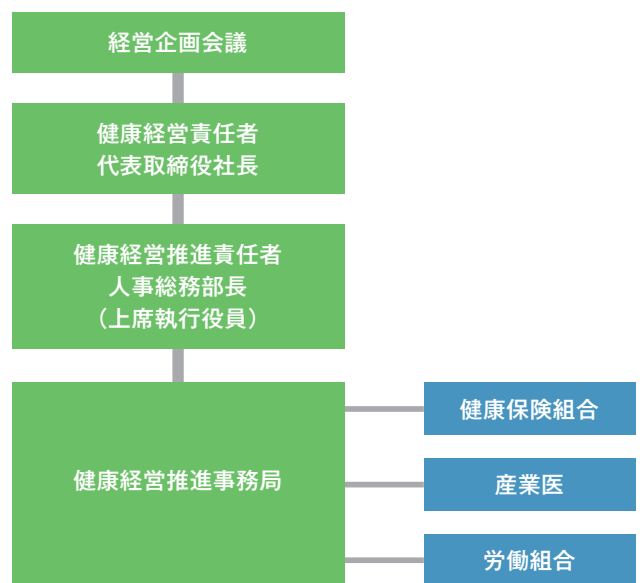 経営企画会議
健康経営責任者
代表取締役社長
健康経営推進責任者
人事総務部長
（上席執行役員）
健康経営推進事務局
健康保険組合
産業医
労働組合